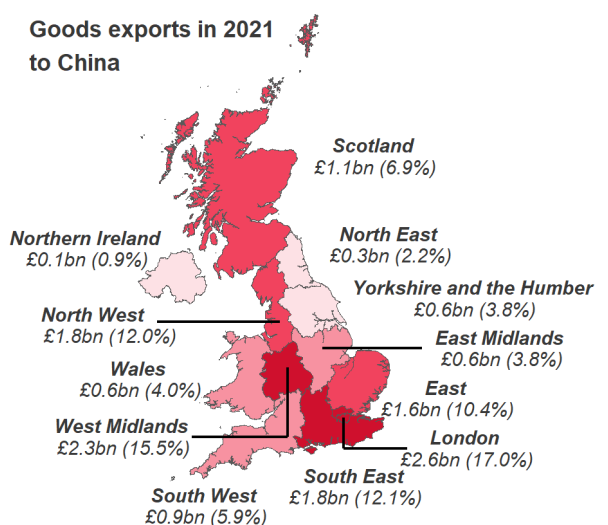 Goods exports in 2021
to China
Scotland
£1.1bn (6.9%)
Northern Ireland
£0.1bn (0.9%)
North East
£0.3bn (2.2%)
Yorkshire and the Humber
£0.6bn (3.8%)
North West
£1.8bn (12.0%)
East Midlands
£0.6bn (3.8%)
Wales
£0.6bn (4.0%)
East
£1.6bn (10.4%)
West Midlands
£2.3bn (15.5%)
London
£2.6bn (17.0%)
South East
£1.8bn (12.1%)
South West
£0.9bn (5.9%)